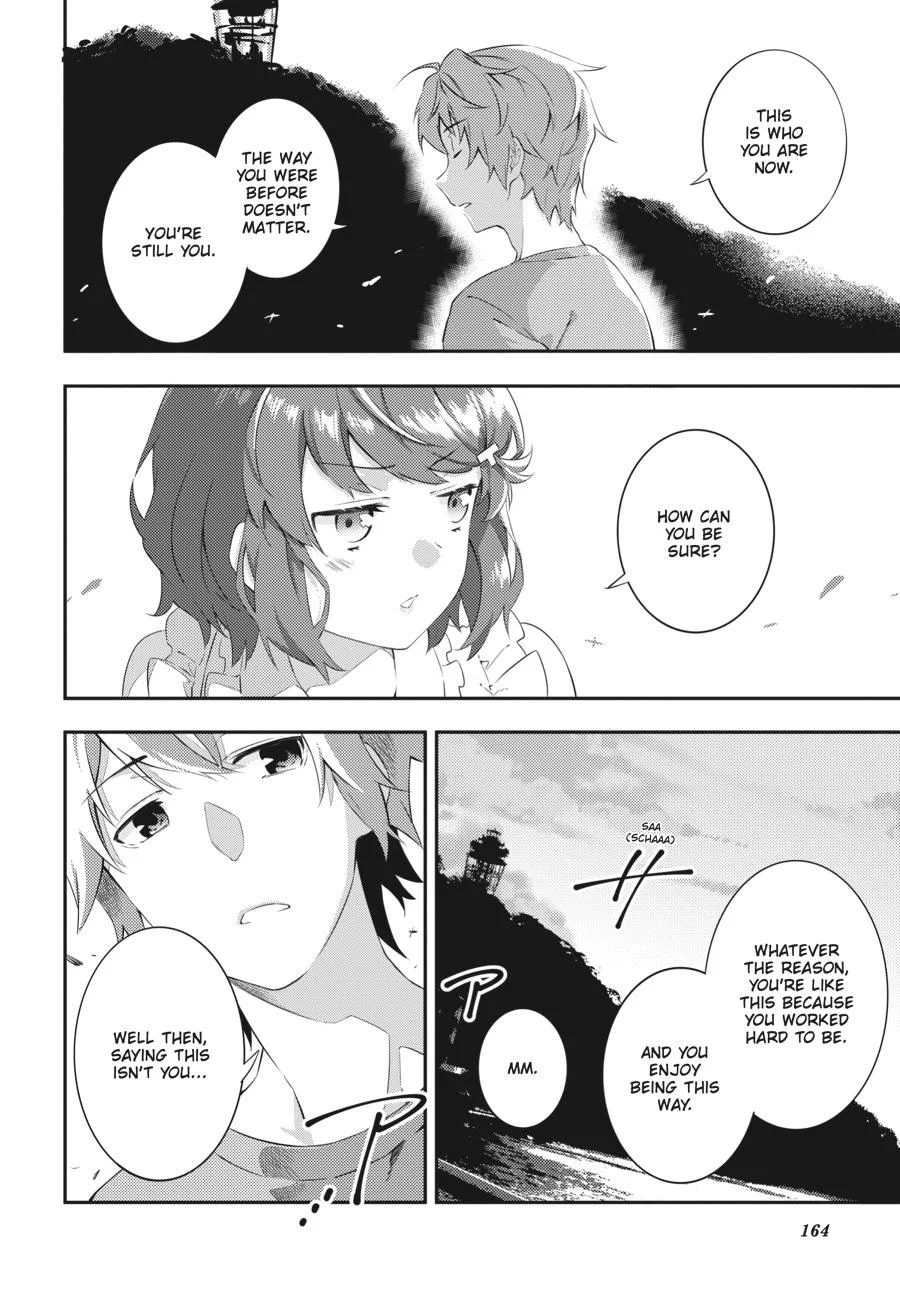 THIS
IS WHO
YOU ARE
NOW.
THE WAY
YOU WERE
BEFORE
DOESN'T
MATTER.
YOU'RE
STILL YOU.
HOW CAN
YOU BE
SURE?
SAA
(SCHAAA)
サァ
WHATEVER
THE REASON,
YOU'RE LIKE
THIS BECAUSE
YOU WORKED
HARD TO BE.
AND YOU
ENJOY
BEING THIS
WAY.
MM.
WELL THEN,
SAYING THIS
ISN'T YOU...
164